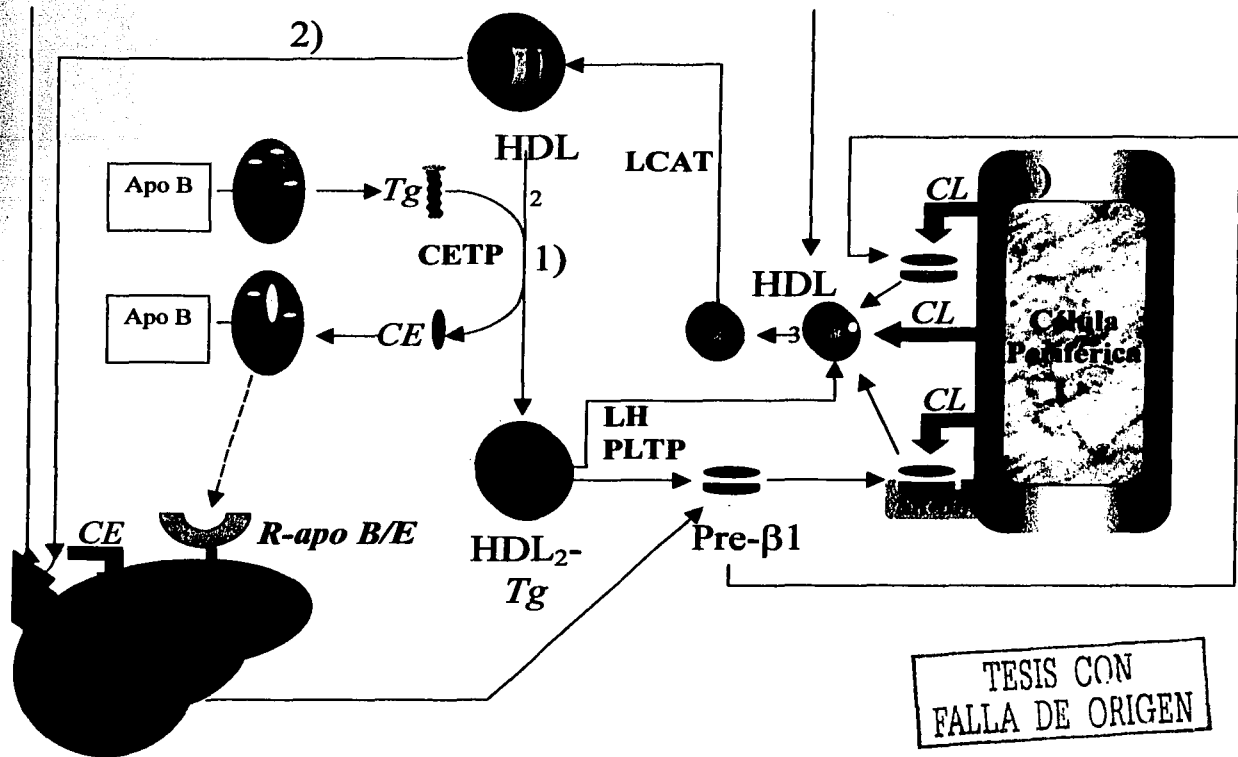 2)
HDL
2
LCAT
Apo B
Tg
CETP
1)
Apo B
CE
HDL
3
CL
CL
CL
Célula
Periférica
LH
PLTP
CE
R-apo B/E
HDL₂-
Tg
Pre-β1
TESIS CON
FALLA DE ORIGEN